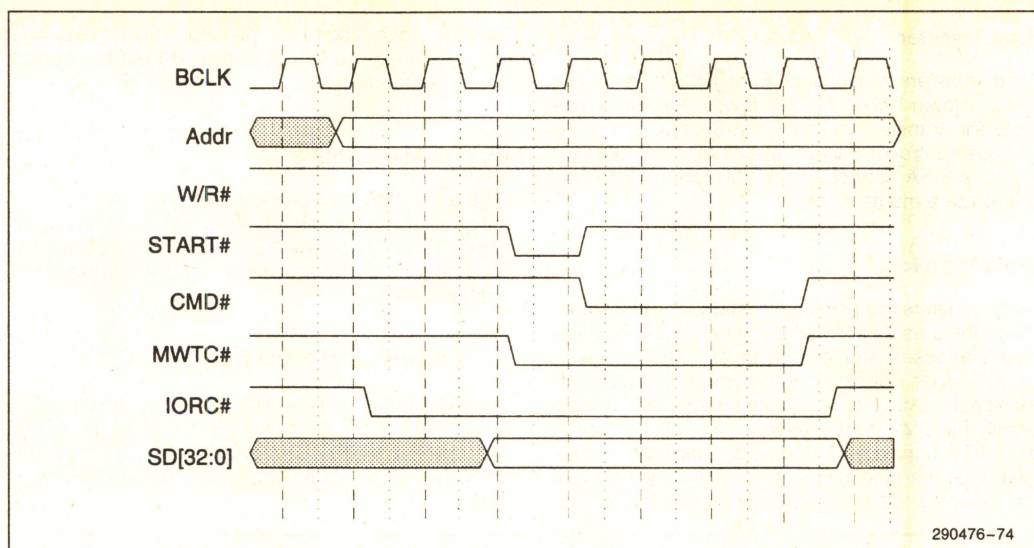 BCLK
Addr
W/R#
START#
CMD#
MWTC#
IORC#
SD[32:0]
290476–74